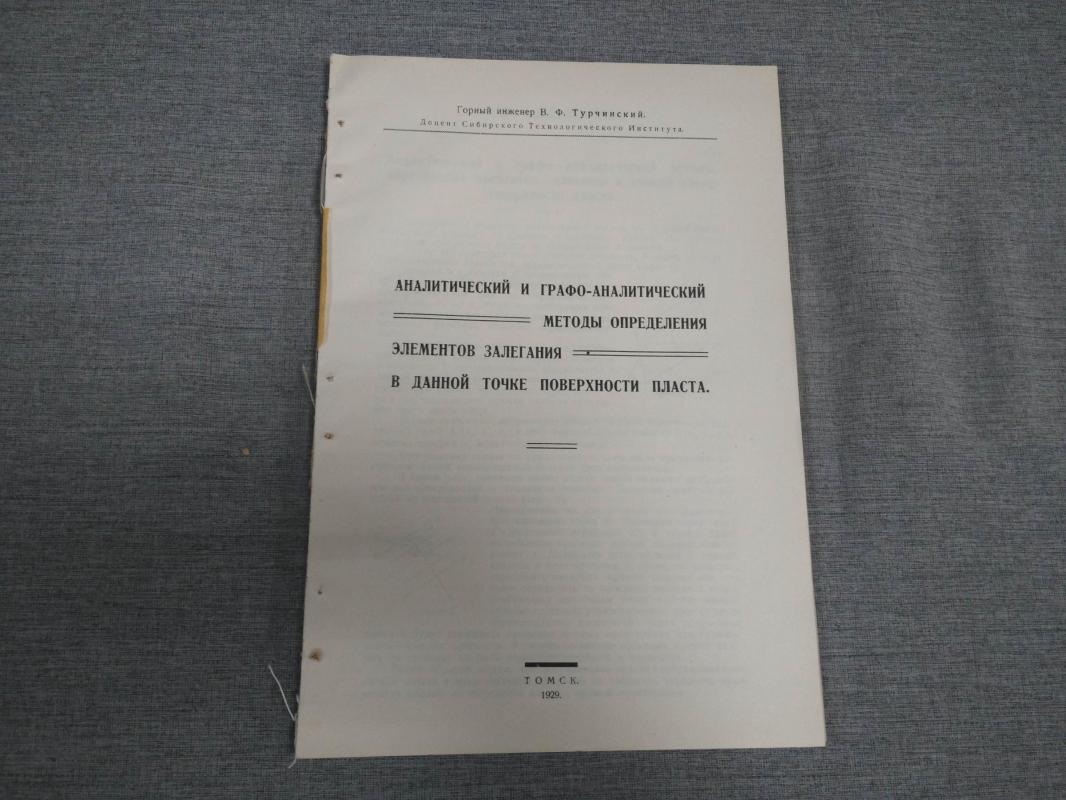 Горный инженер В. Ф. Турчинский.
Доцент Сибирского Технологического Института.
АНАЛИТИЧЕСКИЙ И ГРАФО-АНАЛИТИЧЕСКИЙ
МЕТОДЫ ОПРЕДЕЛЕНИЯ
ЭЛЕМЕНТОВ ЗАЛЕГАНИЯ
В ДАННОЙ ТОЧКЕ ПОВЕРХНОСТИ ПЛАСТА.
ТОМСК.
1929.